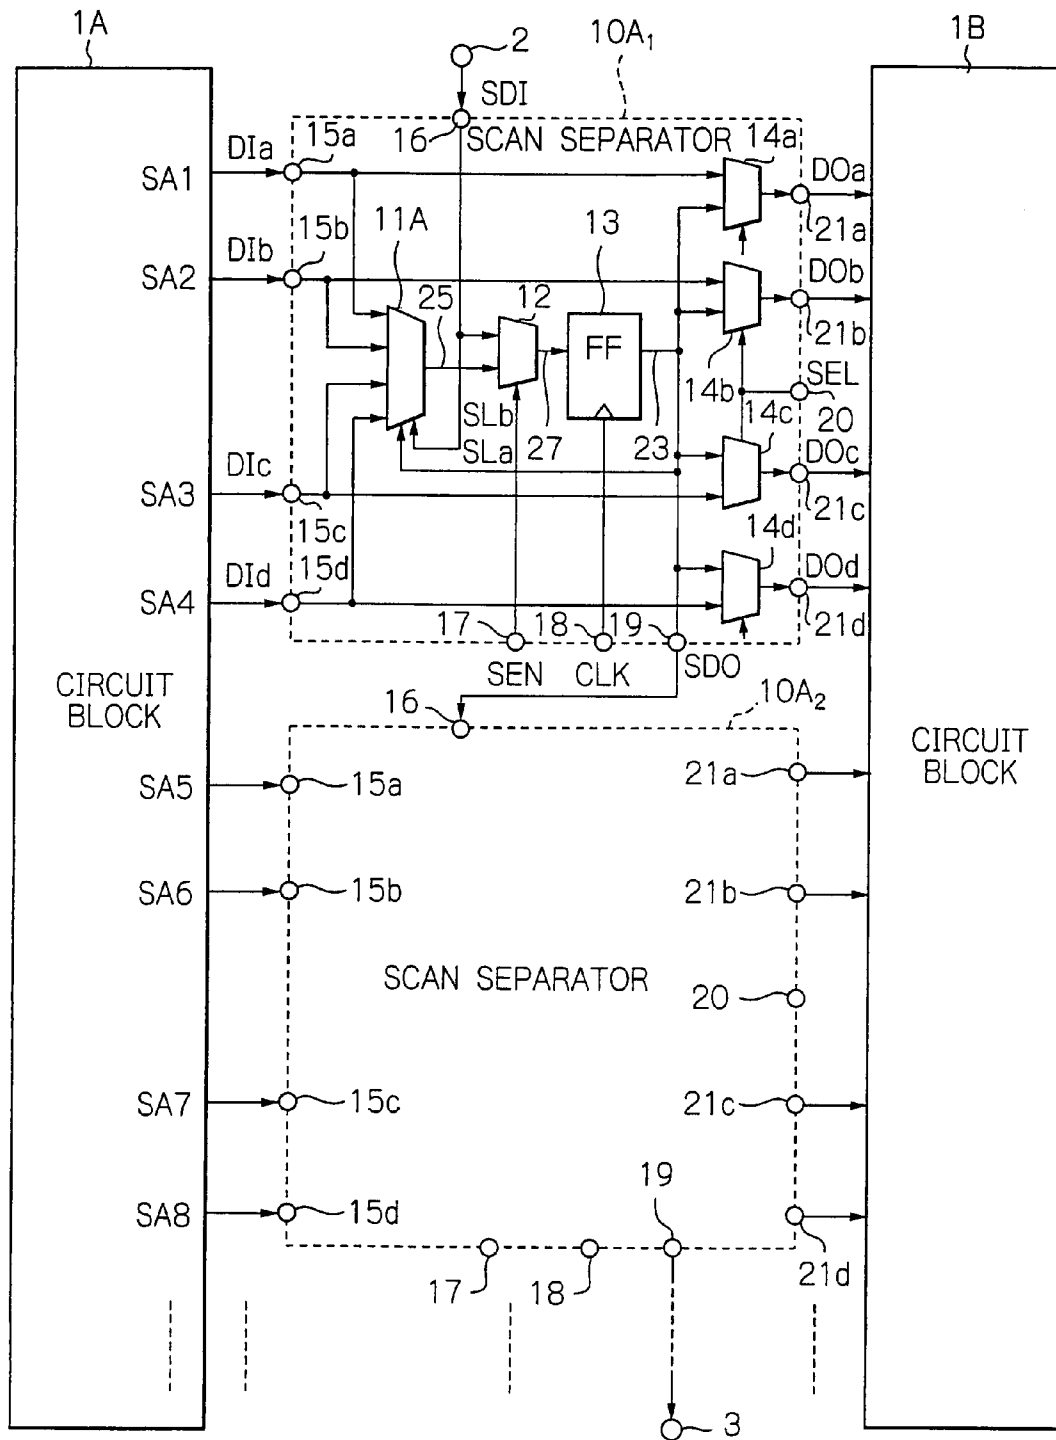 1A
2
10A₁
1B
SDI
16
SCAN SEPARATOR
14a
SA1
DIa
15a
DOa
21a
SA2
DIb
15b
11A
25
12
13
FF
27
23
14b
DOb
21b
SEL
20
SLb
SLa
14c
DOc
21c
SA3
DIc
15c
14d
DOd
21d
SA4
DId
15d
17
18
19
SEN
CLK
SDO
CIRCUIT
BLOCK
16
10A₂
CIRCUIT
BLOCK
SA5
15a
21a
SA6
15b
21b
SCAN SEPARATOR
20
SA7
15c
21c
SA8
15d
19
17
18
21d
3